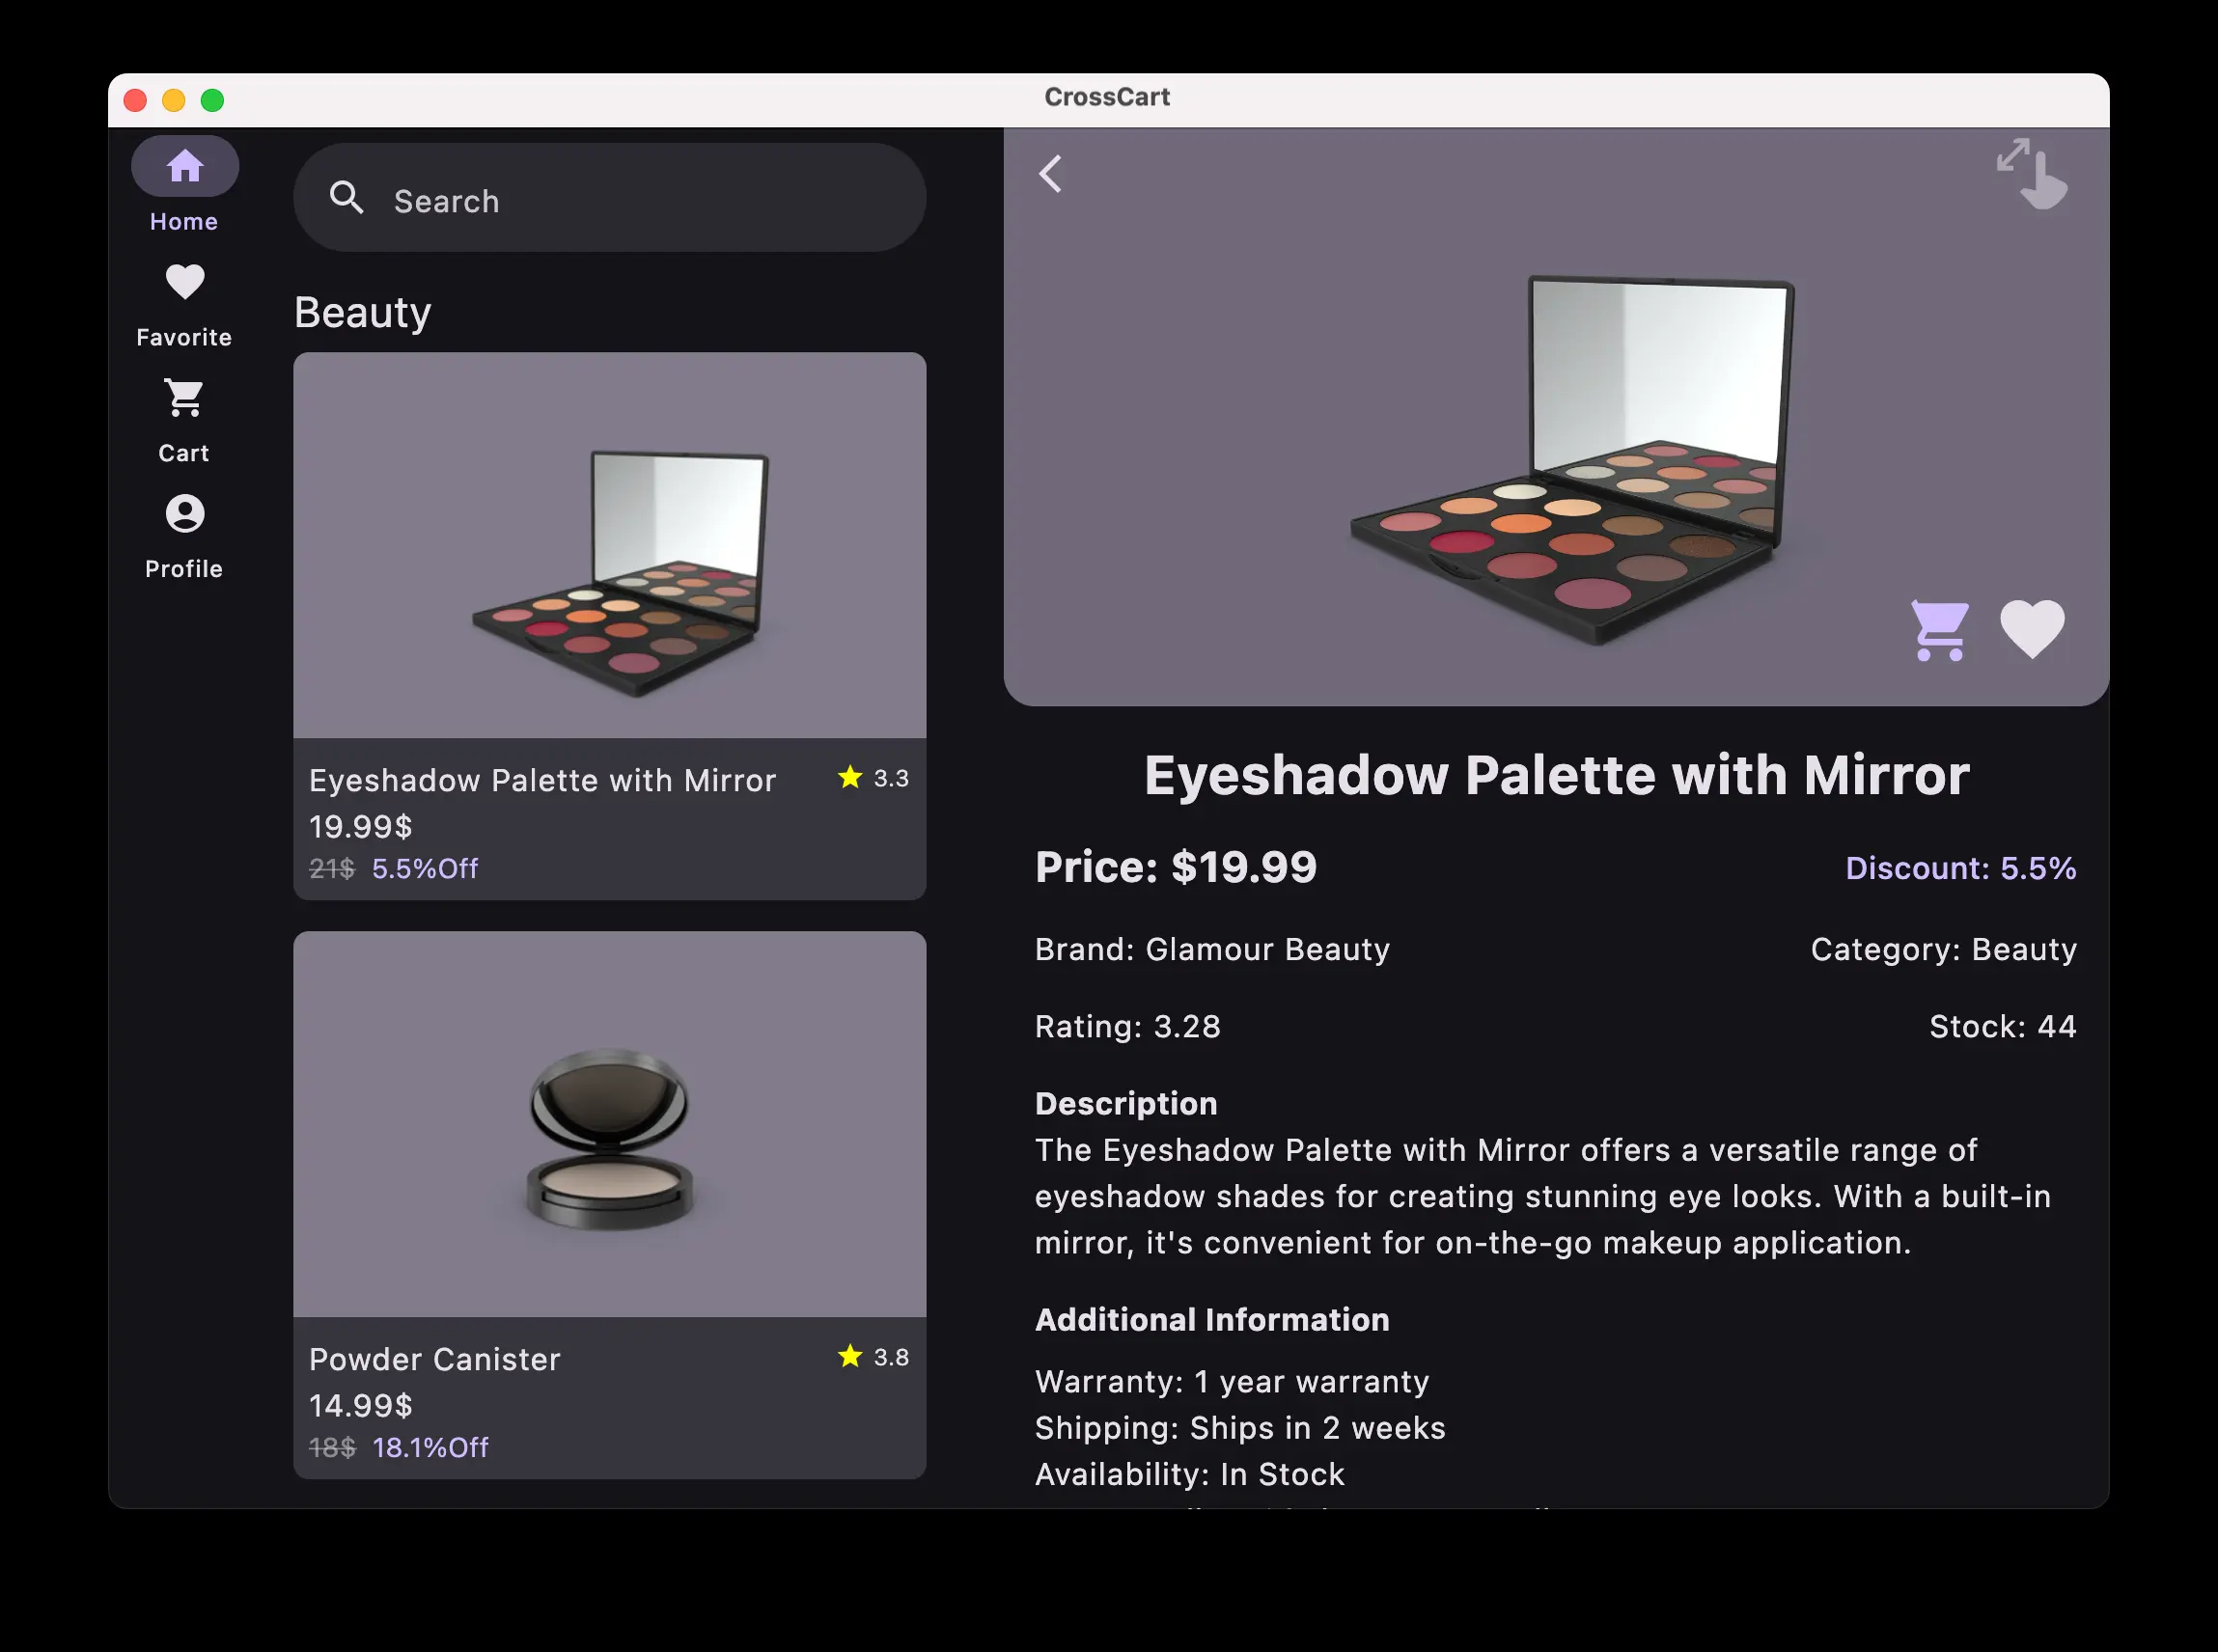 CrossCart
Home
Favorite
Cart
Profile
Search
Beauty
Eyeshadow Palette with Mirror
3.3
19.99$
21$ 5.5%Off
Powder Canister
3.8
14.99$
18$ 18.1%Off
Eyeshadow Palette with Mirror
Price: $19.99
Discount: 5.5%
Brand: Glamour Beauty
Category: Beauty
Rating: 3.28
Stock: 44
Description
The Eyeshadow Palette with Mirror offers a versatile range of
eyeshadow shades for creating stunning eye looks. With a built-in
mirror, it's convenient for on-the-go makeup application.
Additional Information
Warranty: 1 year warranty
Shipping: Ships in 2 weeks
Availability: In Stock